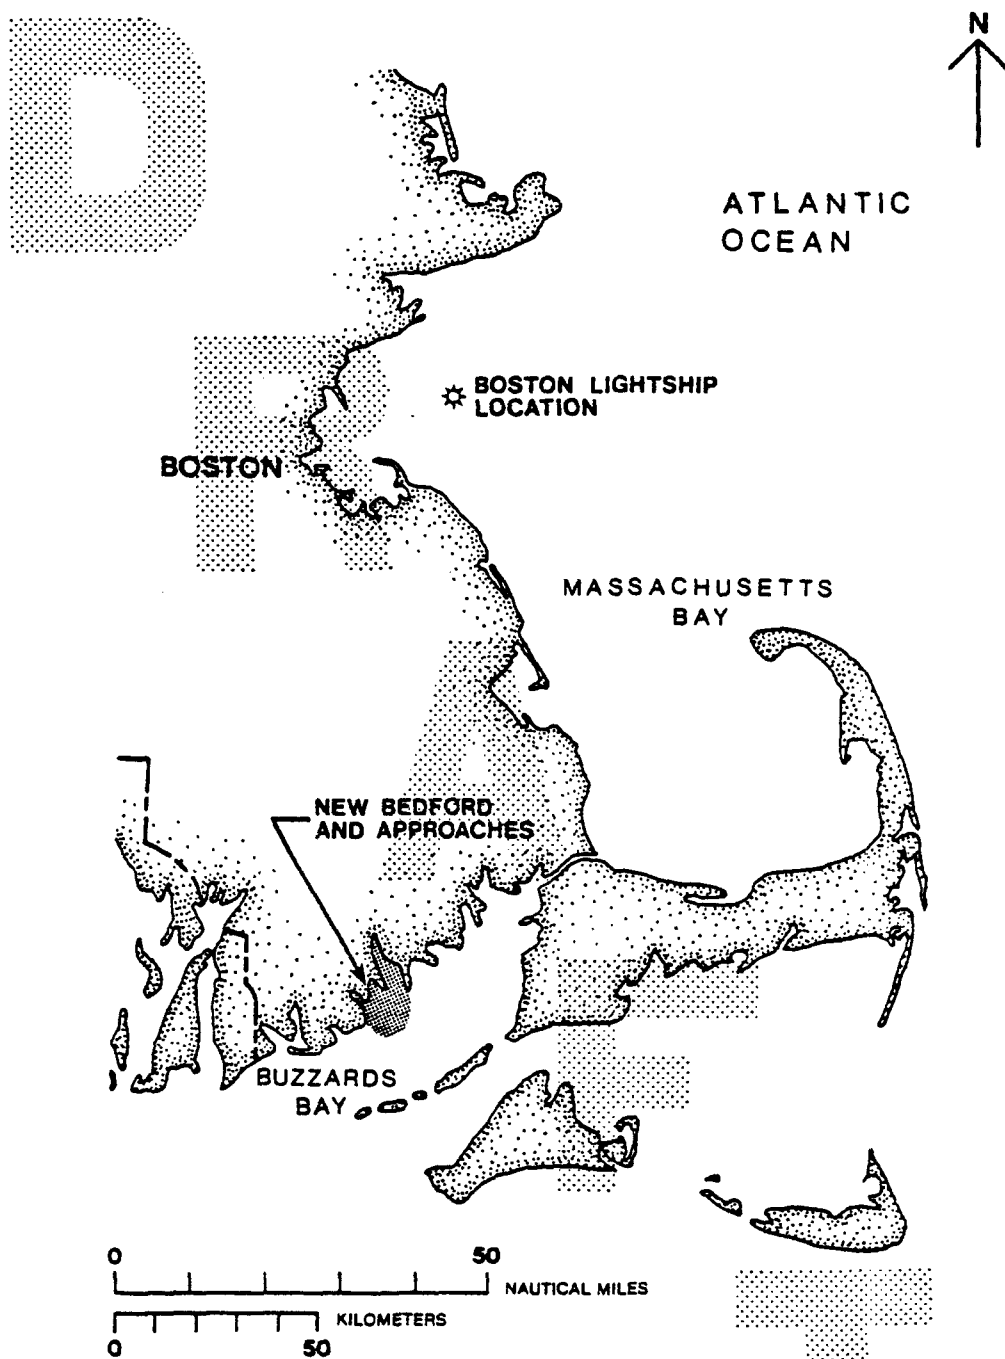 N
ATLANTIC
OCEAN
BOSTON LIGHTSHIP
LOCATION
BOSTON
MASSACHUSETTS
BAY
NEW BEDFORD
AND APPROACHES
BUZZARDS
BAY
0 50
NAUTICAL MILES
KILOMETERS
0 50
DRAFT